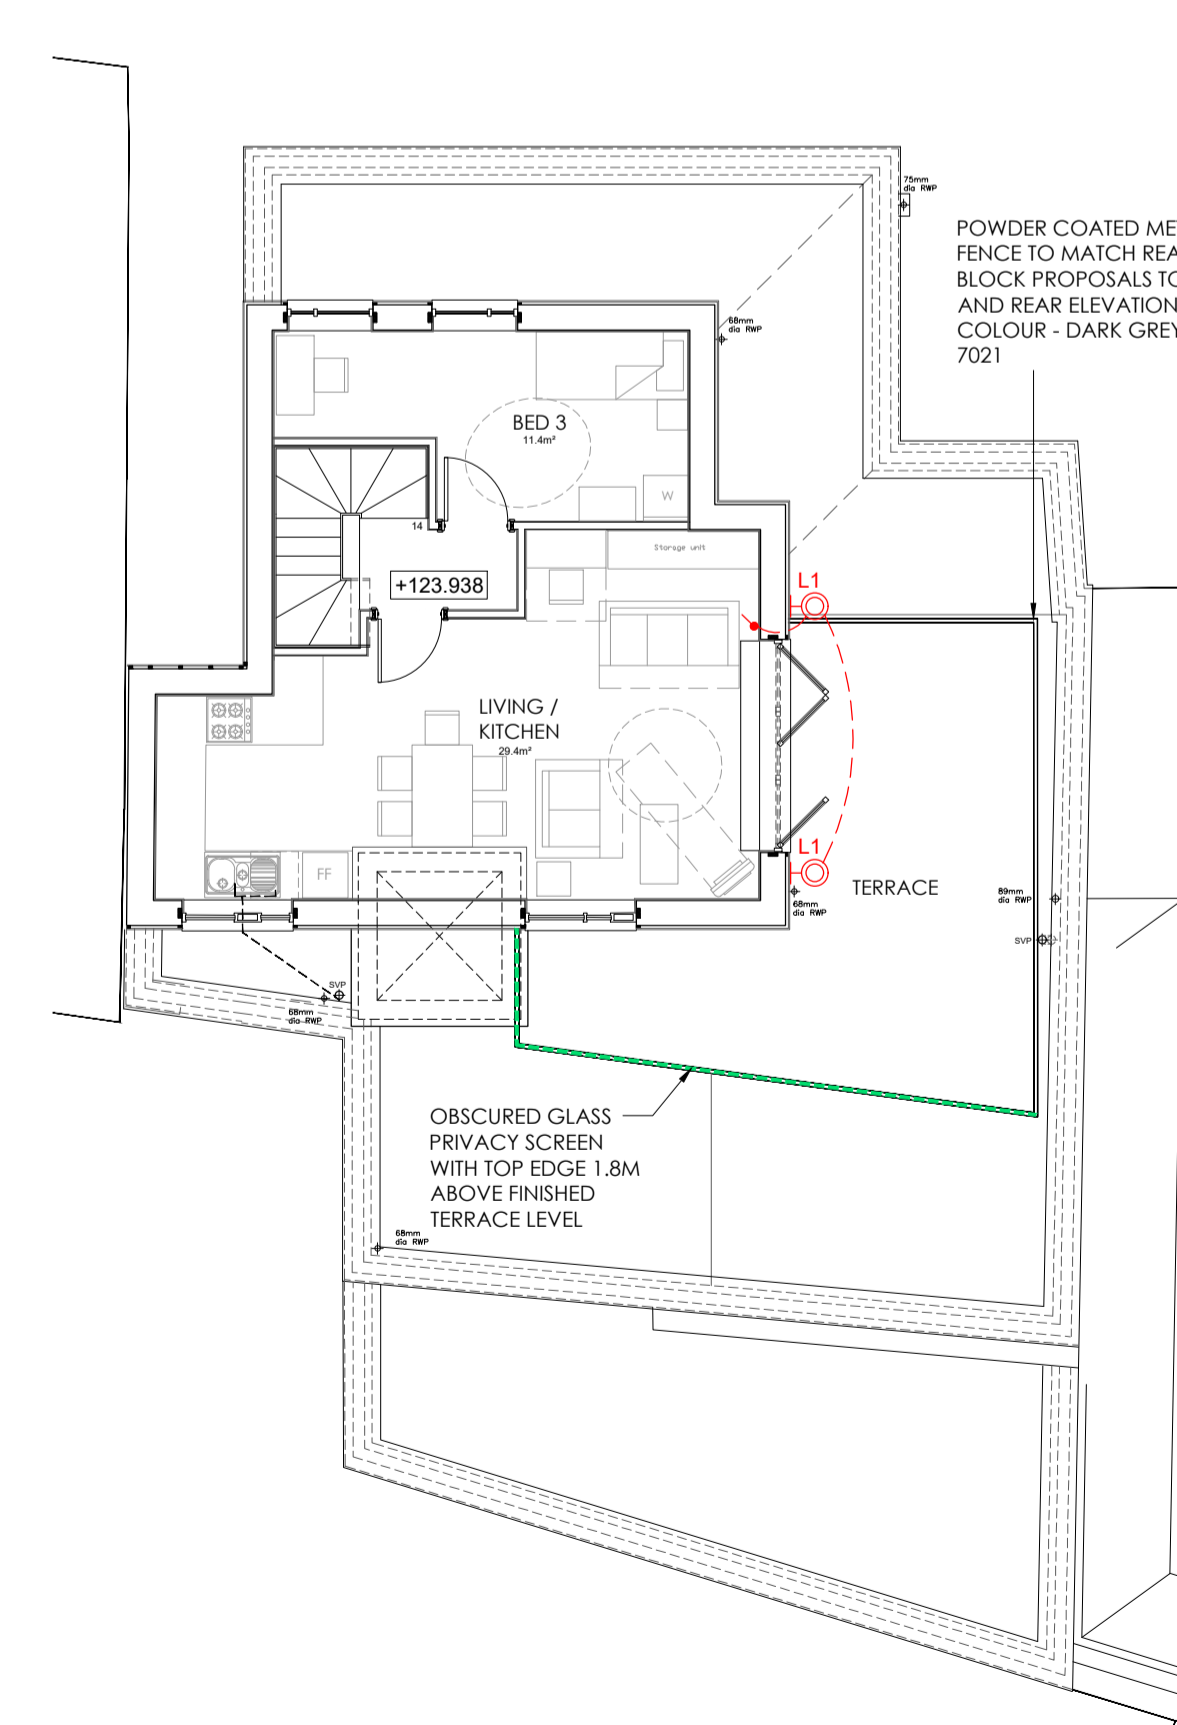 75mm
dia RWP
POWDER COATED ME
FENCE TO MATCH REA
BLOCK PROPOSALS TO
AND REAR ELEVATION
COLOUR - DARK GREY
7021
68mm
dia RWP
BED 3
11.4m²
W
14
Storage unit
+123.938
L1
LIVING /
KITCHEN
29.4m²
L1
FF
TERRACE
68mm
dia RWP
89mm
dia RWP
SVP
SVP
68mm
dia RWP
OBSCURED GLASS
PRIVACY SCREEN
WITH TOP EDGE 1.8M
ABOVE FINISHED
TERRACE LEVEL
68mm
dia RWP